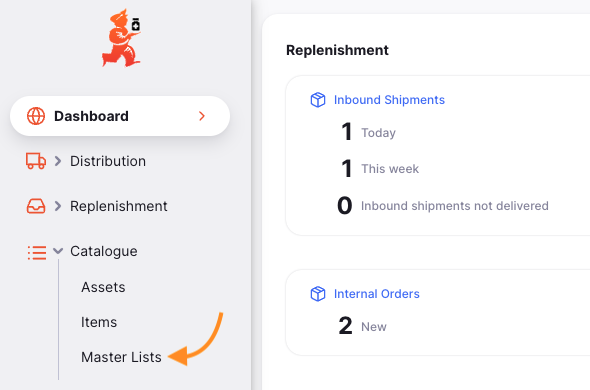 Dashboard
Distribution
Replenishment
Catalogue
Assets
Items
Master Lists
Replenishment
Inbound Shipments
1 Today
1 This week
0 Inbound shipments not delivered
Internal Orders
2 New